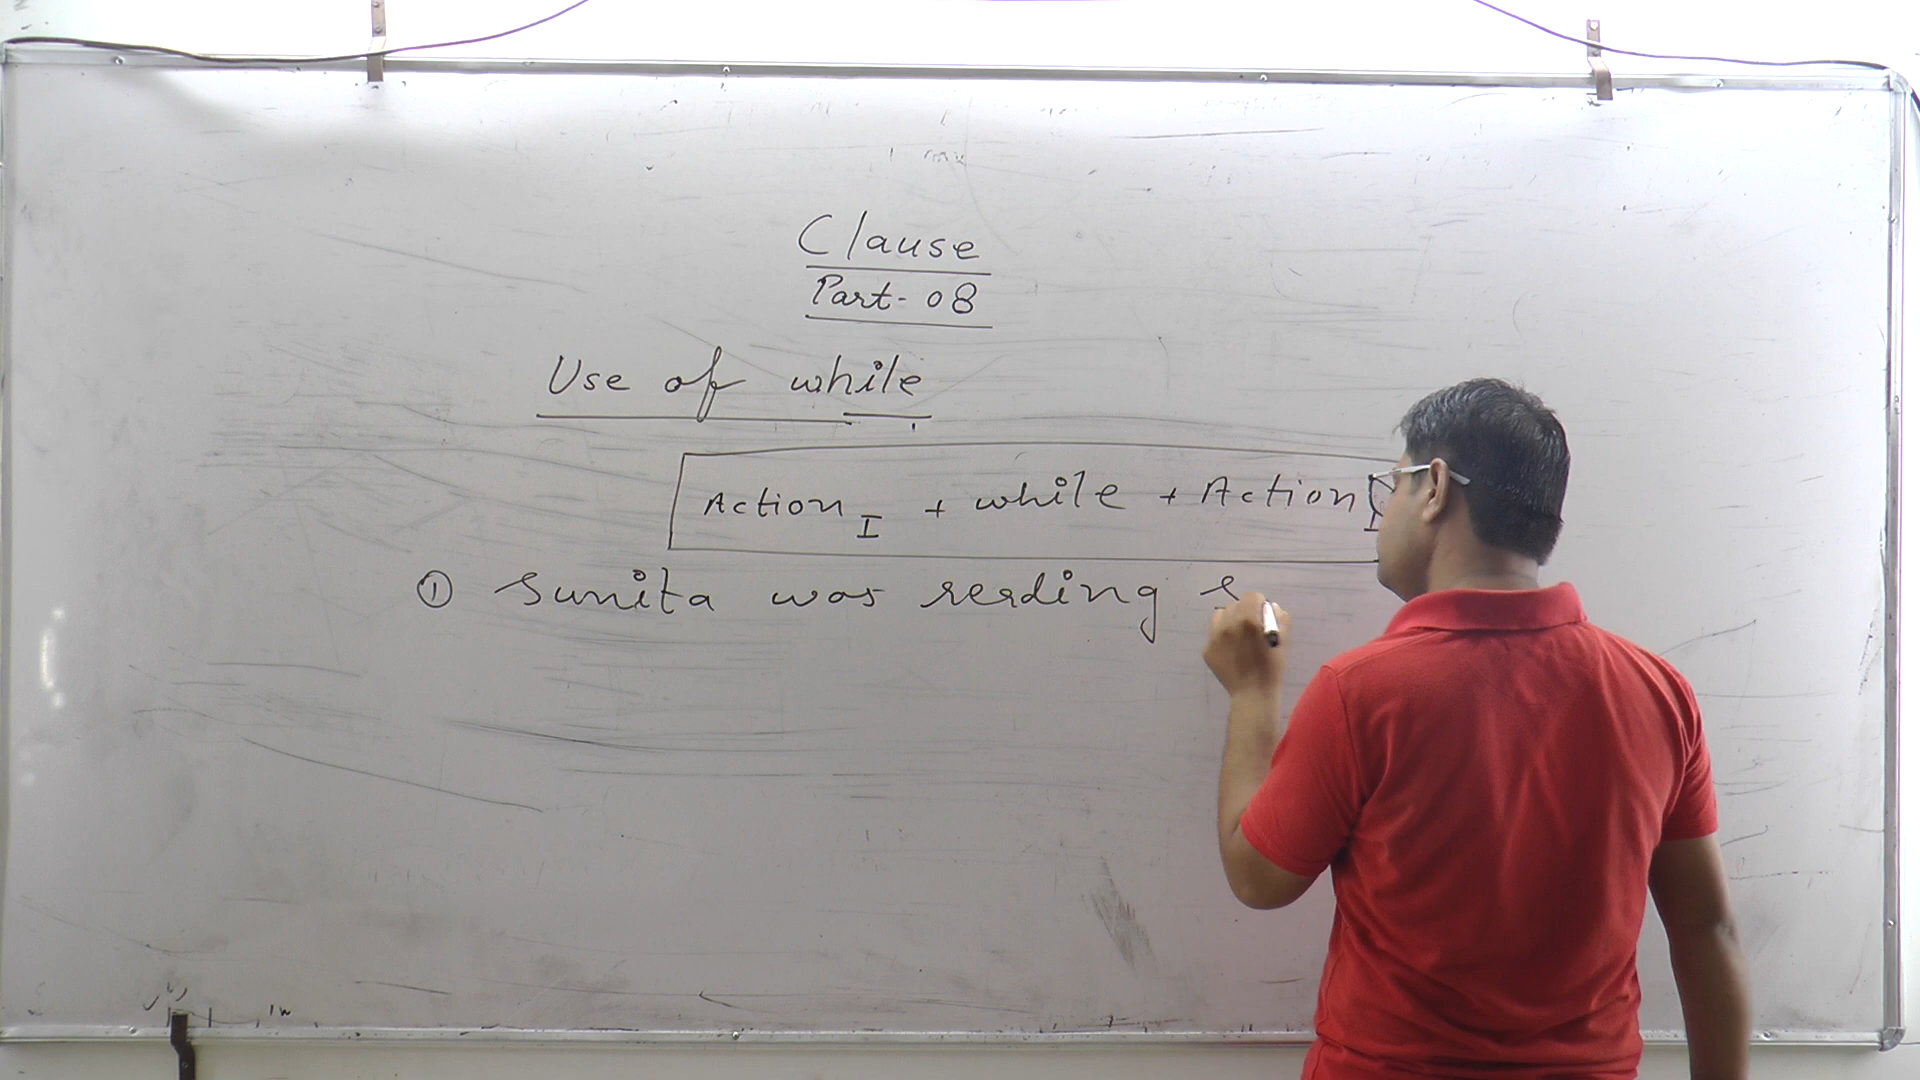 Clause
Part-08
Use of while
Action I + while + Action I
① Sunita was reading